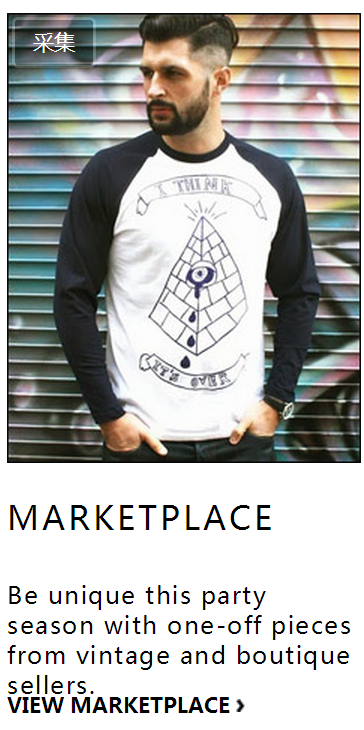 采集
I THINK
IT'S OVER
MARKETPLACE
Be unique this party
season with one-off pieces
from vintage and boutique
sellers.
VIEW MARKETPLACE ›